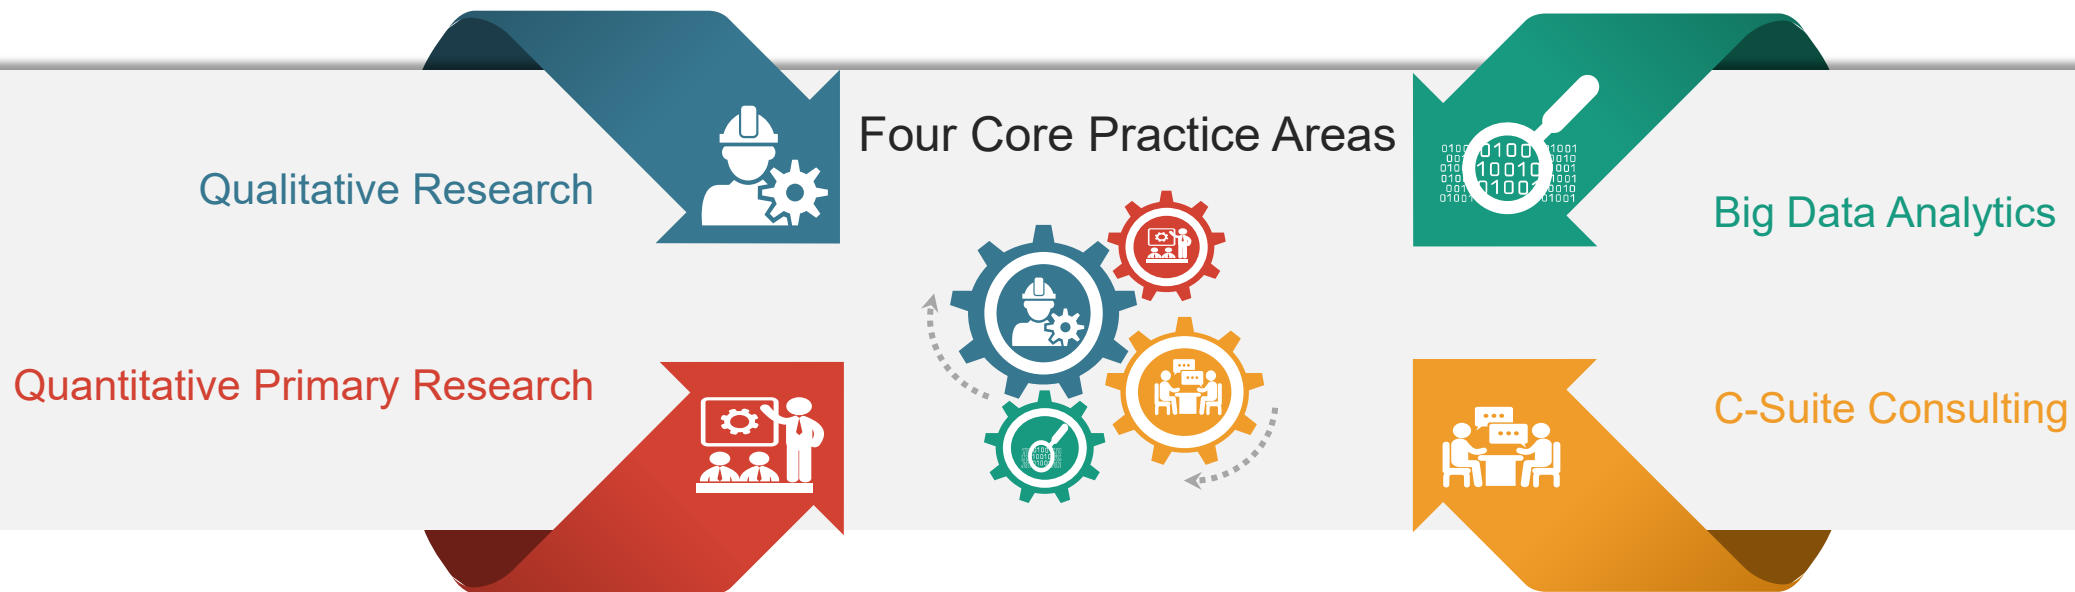 Four Core Practice Areas
Qualitative Research
Big Data Analytics
Quantitative Primary Research
C-Suite Consulting